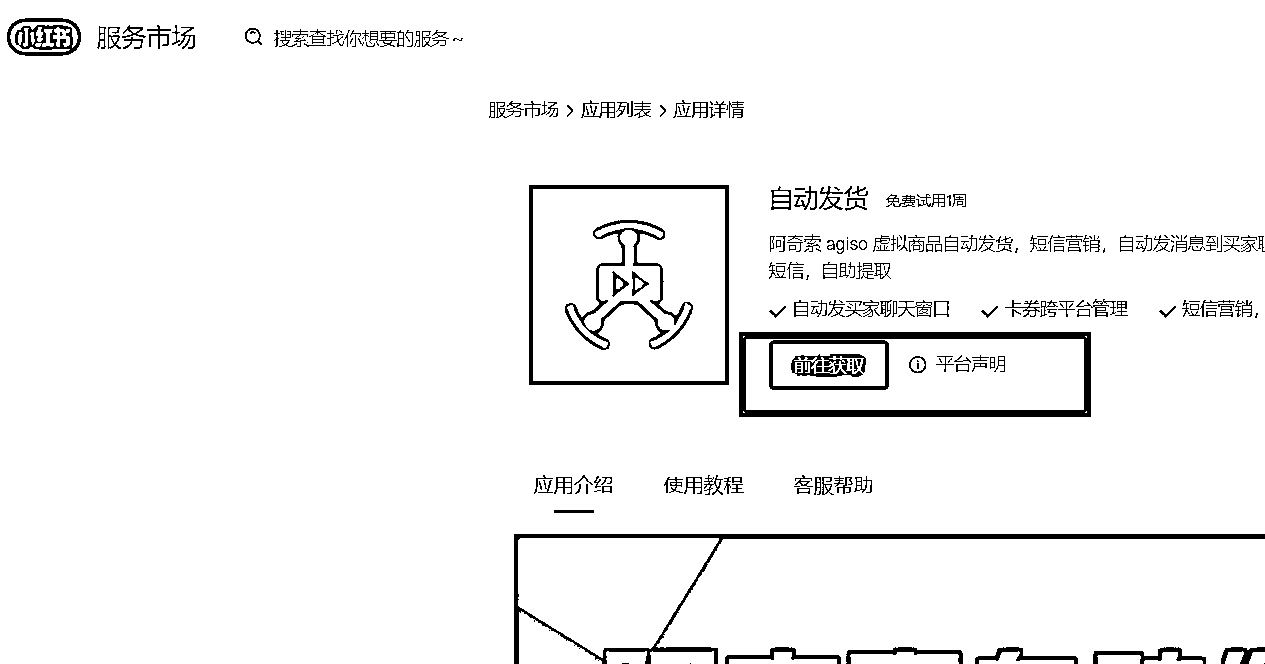 小红书 服务市场 搜索查找你想要的服务~
服务市场 > 应用列表 > 应用详情
自动发货 免费试用1周
阿奇索 agiso 虚拟商品自动发货，短信营销，自动发消息到买家
短信，自助提取
自动发买家聊天窗口 卡券跨平台管理 短信营销，
前往获取 平台声明
应用介绍 使用教程 客服帮助